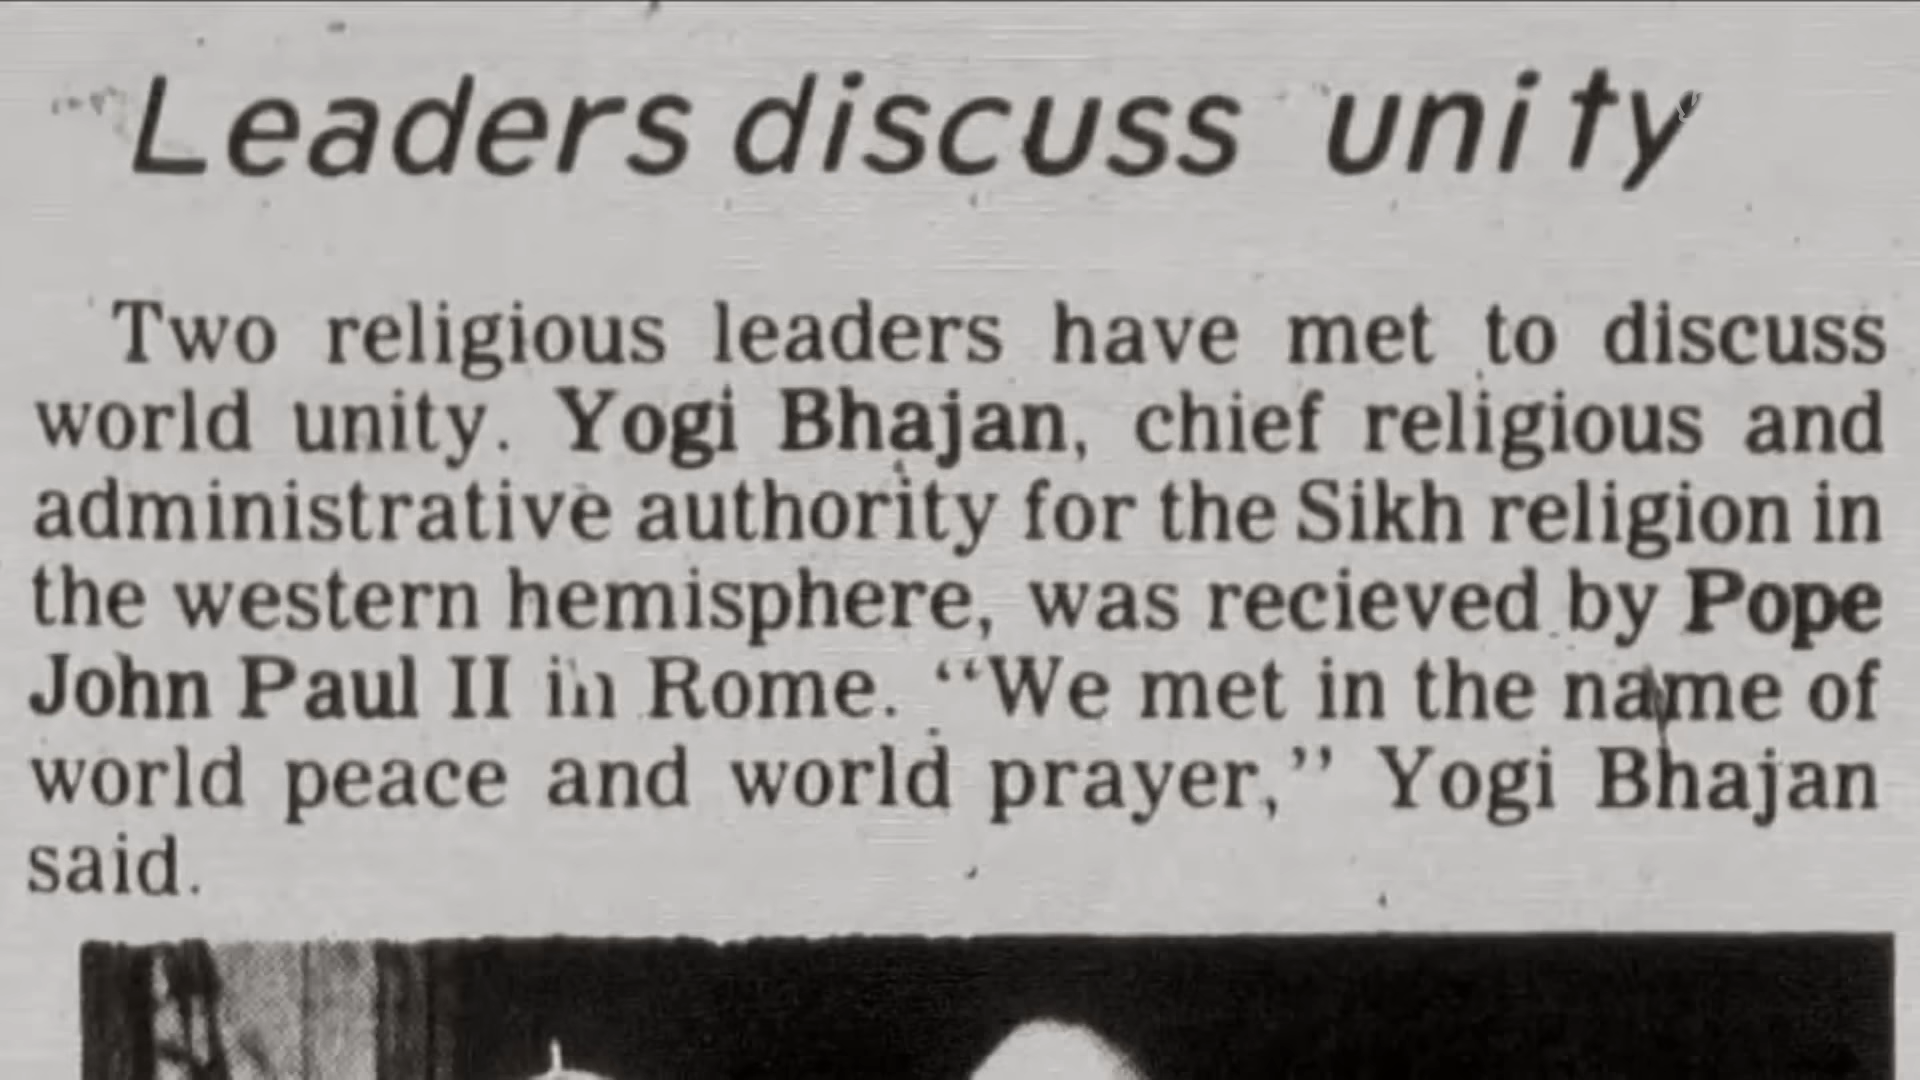 Leaders discuss unity
Two religious leaders have met to discuss
world unity. Yogi Bhajan, chief religious and
administrative authority for the Sikh religion in
the western hemisphere, was recieved by Pope
John Paul II in Rome. “We met in the name of
world peace and world prayer,” Yogi Bhajan
said.